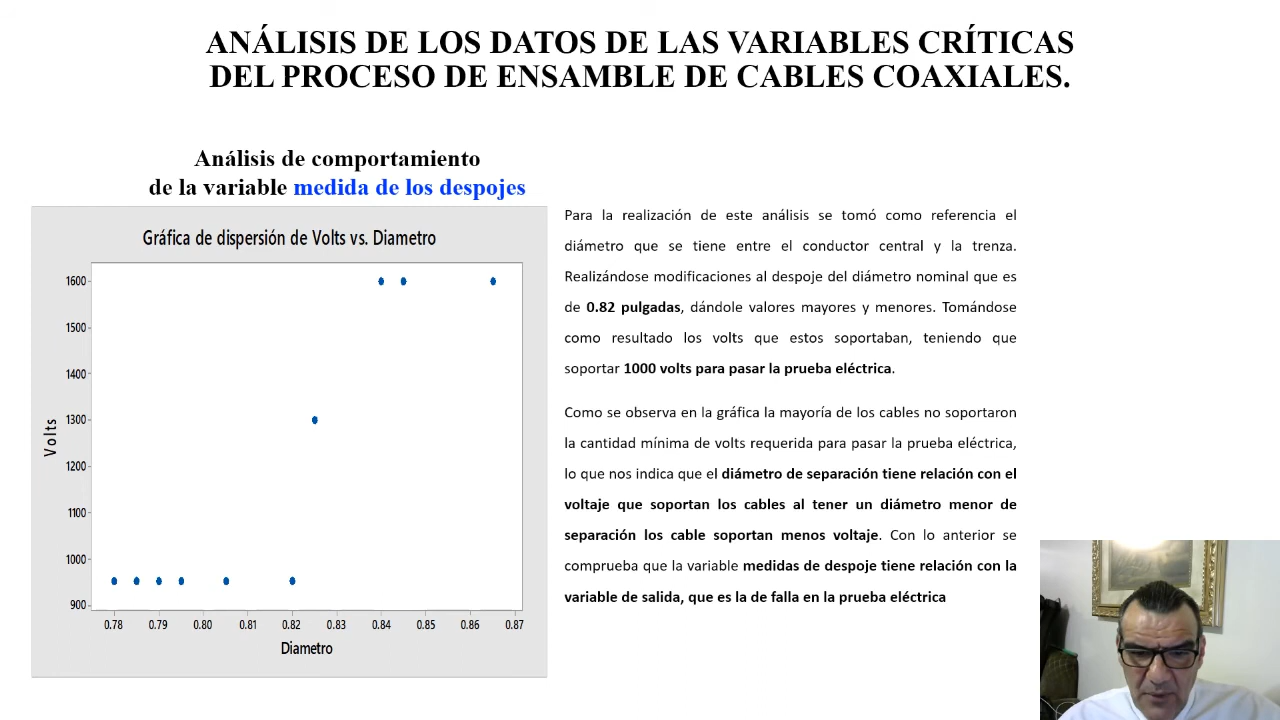 ANÁLISIS DE LOS DATOS DE LAS VARIABLES CRÍTICAS
DEL PROCESO DE ENSAMBLE DE CABLES COAXIALES.
Análisis de comportamiento
de la variable medida de los despojes
Gráfica de dispersión de Volts vs. Diametro
1600
1500
1400
1300
1200
1100
1000
900
Volts
0.78
0.79
0.80
0.81
0.82
0.83
0.84
0.85
0.86
0.87
Diametro
Para la realización de este análisis se tomó como referencia el
diámetro que se tiene entre el conductor central y la trenza.
Realizándose modificaciones al despoje del diámetro nominal que es
de 0.82 pulgadas, dándole valores mayores y menores. Tomándose
como resultado los volts que estos soportaban, teniendo que
soportar 1000 volts para pasar la prueba eléctrica.
Como se observa en la gráfica la mayoría de los cables no soportaron
la cantidad mínima de volts requerida para pasar la prueba eléctrica,
lo que nos indica que el diámetro de separación tiene relación con el
voltaje que soportan los cables al tener un diámetro menor de
separación los cable soportan menos voltaje. Con lo anterior se
comprueba que la variable medidas de despoje tiene relación con la
variable de salida, que es la de falla en la prueba eléctrica